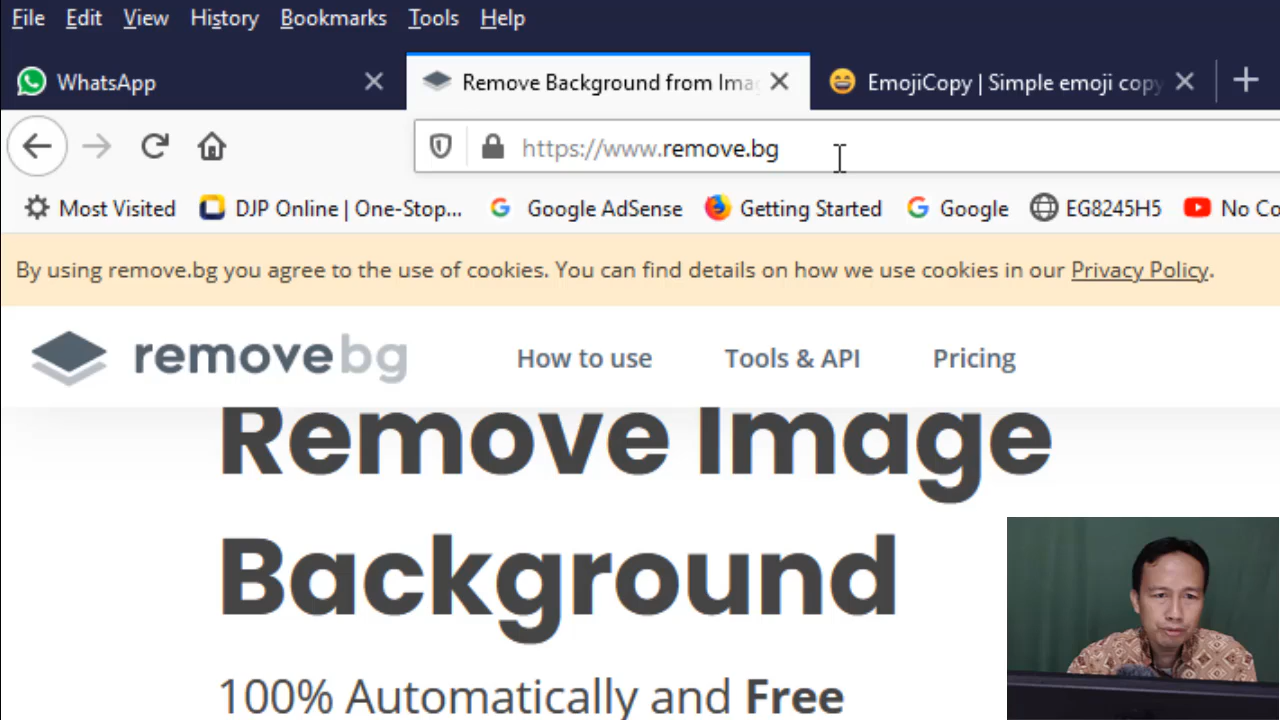 File Edit View History Bookmarks Tools Help
WhatsApp Remove Background from Ima EmojiCopy | Simple emoji copy
https://www.remove.bg
Most Visited DJP Online | One-Stop... Google AdSense Getting Started Google EG8245H5 No Co
By using remove.bg you agree to the use of cookies. You can find details on how we use cookies in our Privacy Policy.
removebg How to use Tools & API Pricing
Remove Image
Background
100% Automatically and Free